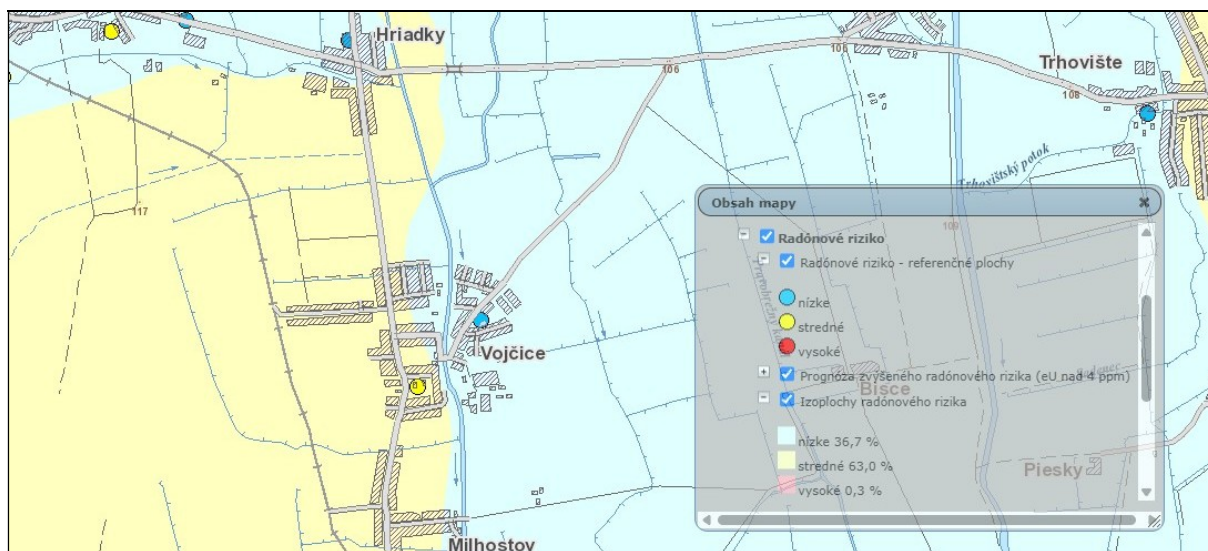 Hriadky
Trhovište
106
106
108
Trhovištský potok
117
Obsah mapy
Radónové riziko
109
Radónové riziko - referenčné plochy
nízke
stredné
vysoké
Vojčice
Prognóza zvýšeného radónového rizika (eU nad 4 ppm)
Bisce
Izoplochy radónového rizika
nízke 36,7 %
stredné 63,0 %
Piesky
vysoké 0,3 %
Milhostov